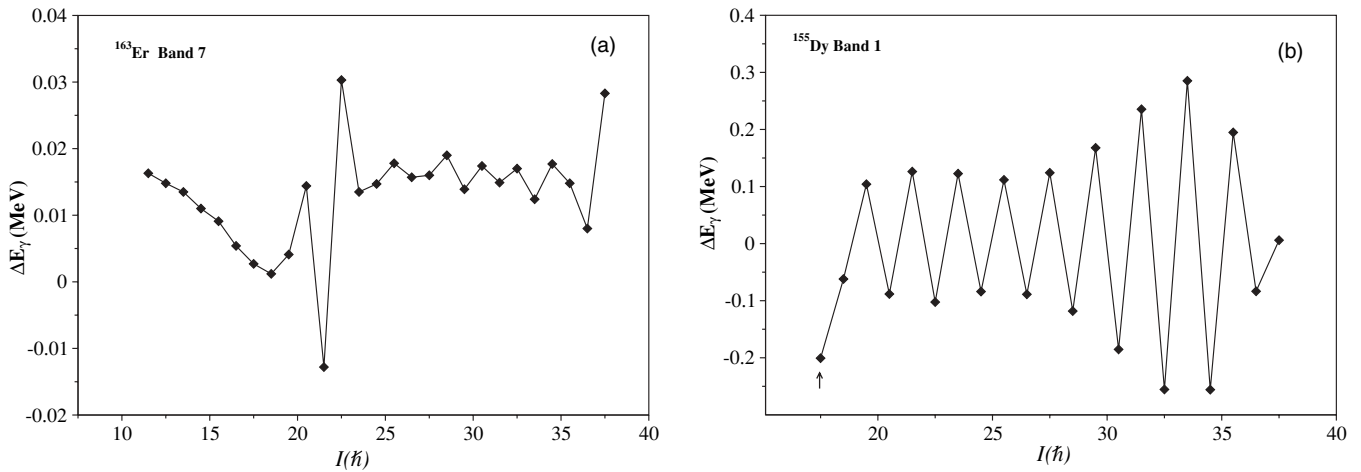 0.04
0.03
0.02
0.01
0
-0.01
-0.02
ΔEγ (MeV)
¹⁶³Er Band 7
(a)
10 15 20 25 30 35 40
I(ℏ)
0.4
0.3
0.2
0.1
0
-0.1
-0.2
ΔEγ (MeV)
¹⁵⁵Dy Band 1
(b)
20 25 30 35 40
I(ℏ)